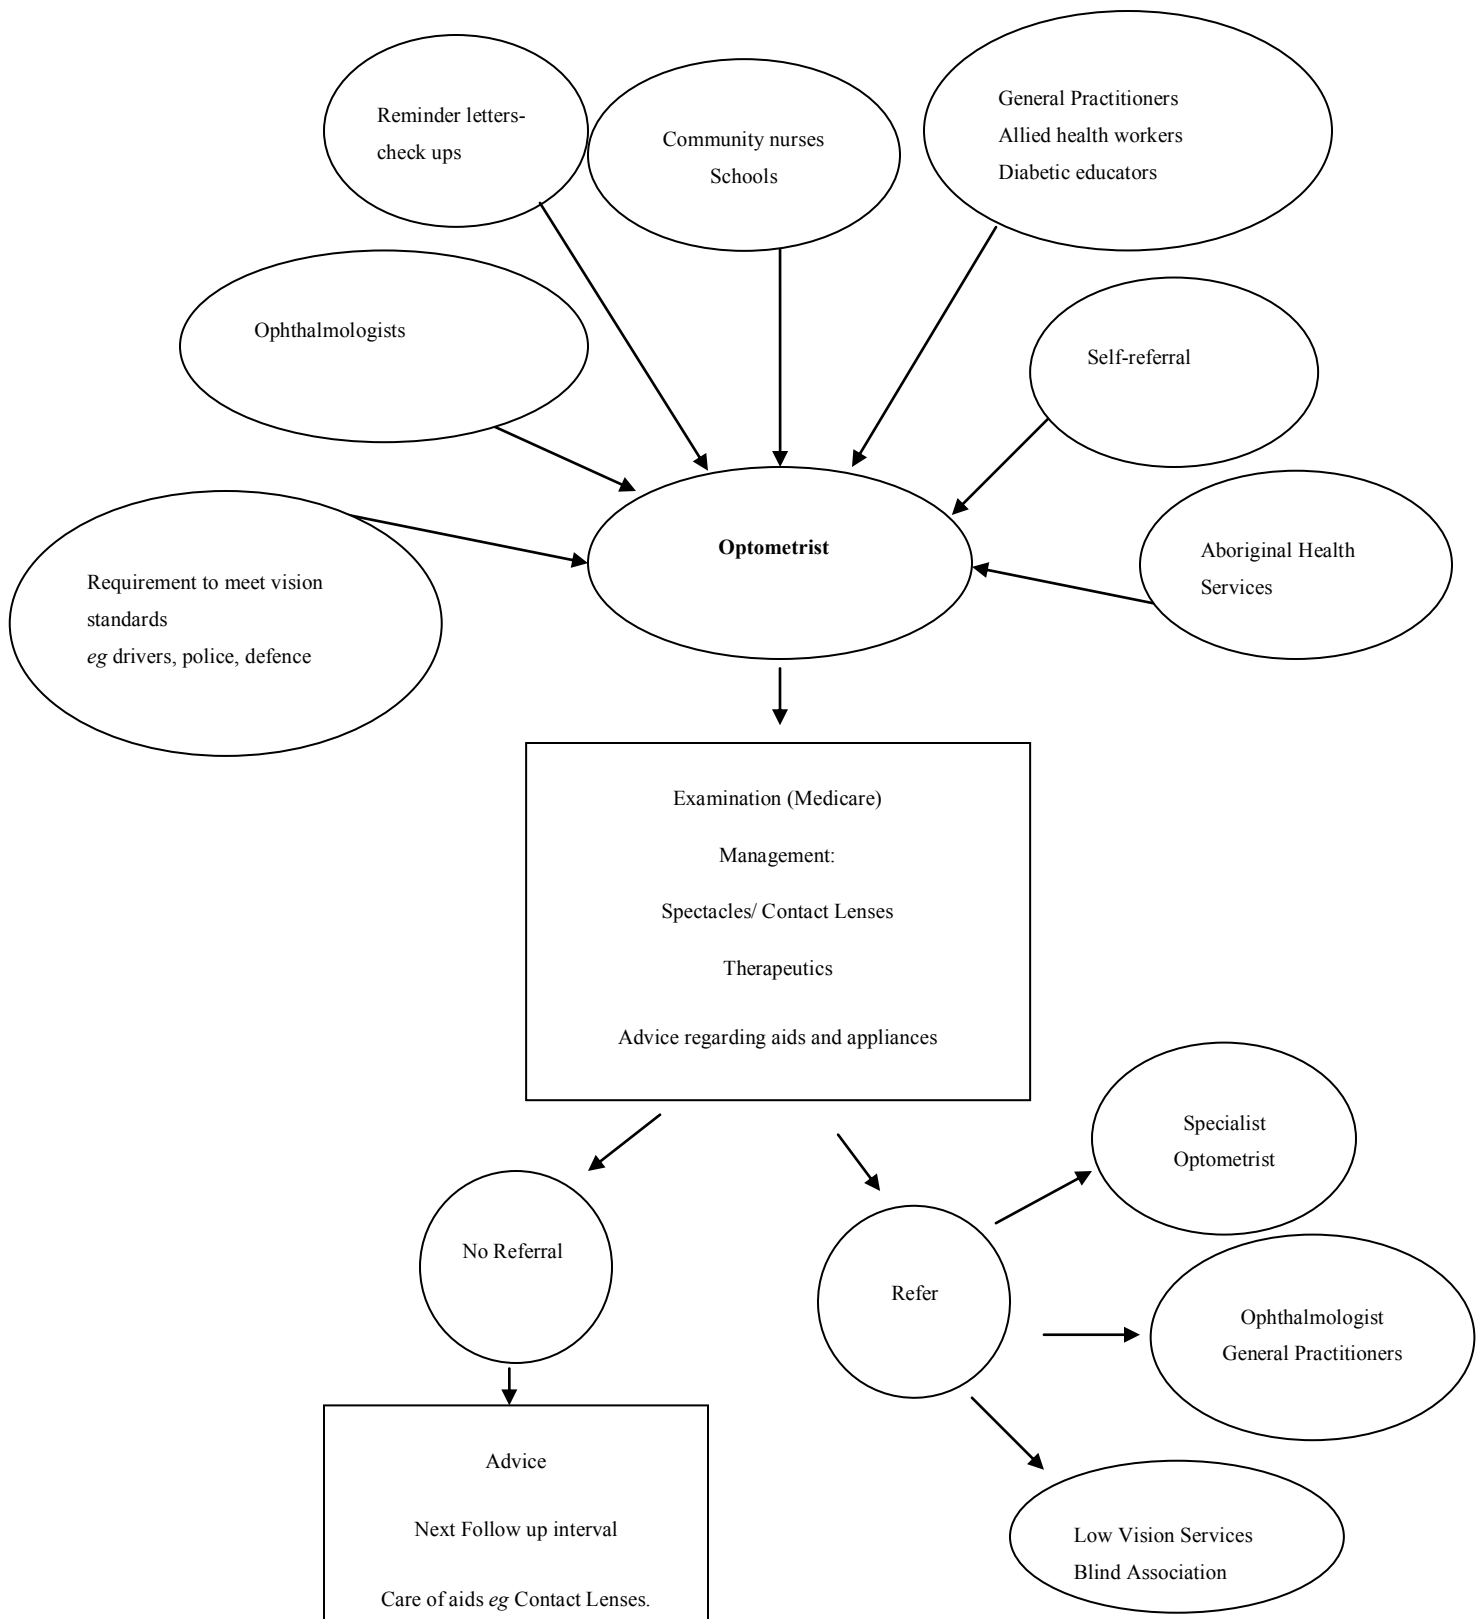 Reminder letters-
check ups
Community nurses
Schools
General Practitioners
Allied health workers
Diabetic educators
Ophthalmologists
Self-referral
Optometrist
Aboriginal Health
Services
Requirement to meet vision
standards
eg drivers, police, defence
Examination (Medicare)
Management:
Spectacles/ Contact Lenses
Therapeutics
Advice regarding aids and appliances
Specialist
Optometrist
No Referral
Refer
Ophthalmologist
General Practitioners
Advice
Next Follow up interval
Care of aids eg Contact Lenses.
Low Vision Services
Blind Association